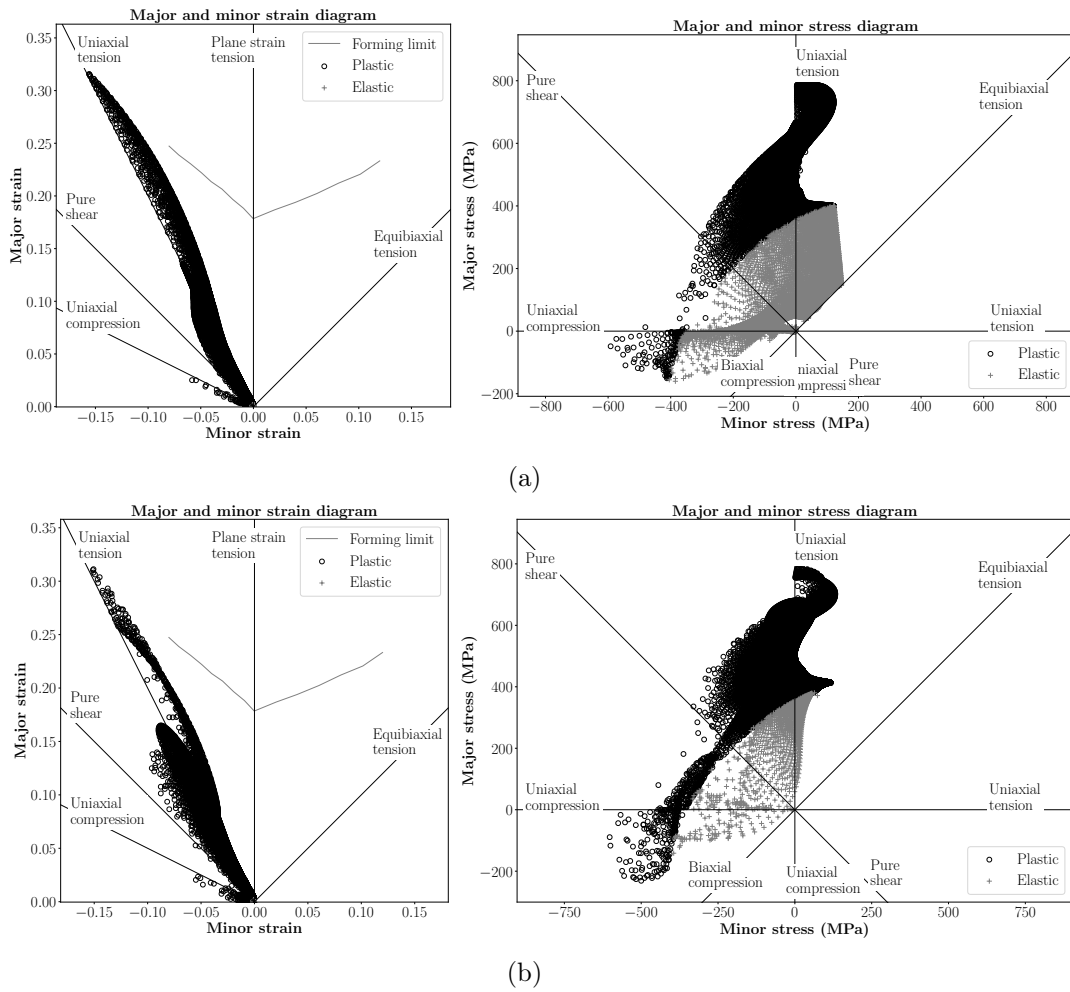 Major and minor strain diagram
0.35
0.30
0.25
0.20
0.15
0.10
0.05
0.00
−0.15
−0.10
−0.05
0.00
0.05
0.10
0.15
Major strain
Minor strain
Uniaxial
tension
Plane strain
tension
Forming limit
Plastic
Elastic
Pure
shear
Equibiaxial
tension
Uniaxial
compression
Major and minor stress diagram
800
600
400
200
0
−200
−800
−600
−400
−200
0
200
400
600
800
Major stress (MPa)
Minor stress (MPa)
Uniaxial
tension
Pure
shear
Equibiaxial
tension
Uniaxial
compression
Uniaxial
tension
Biaxial
compression
niaxial
ompressi
Pure
shear
Plastic
Elastic
(a)
Major and minor strain diagram
0.35
0.30
0.25
0.20
0.15
0.10
0.05
0.00
−0.15
−0.10
−0.05
0.00
0.05
0.10
0.15
Major strain
Minor strain
Uniaxial
tension
Plane strain
tension
Forming limit
Plastic
Elastic
Pure
shear
Equibiaxial
tension
Uniaxial
compression
Major and minor stress diagram
800
600
400
200
0
−200
−750
−500
−250
0
250
500
750
Major stress (MPa)
Minor stress (MPa)
Uniaxial
tension
Pure
shear
Equibiaxial
tension
Uniaxial
compression
Uniaxial
tension
Biaxial
compression
Uniaxial
compression
Pure
shear
Plastic
Elastic
(b)